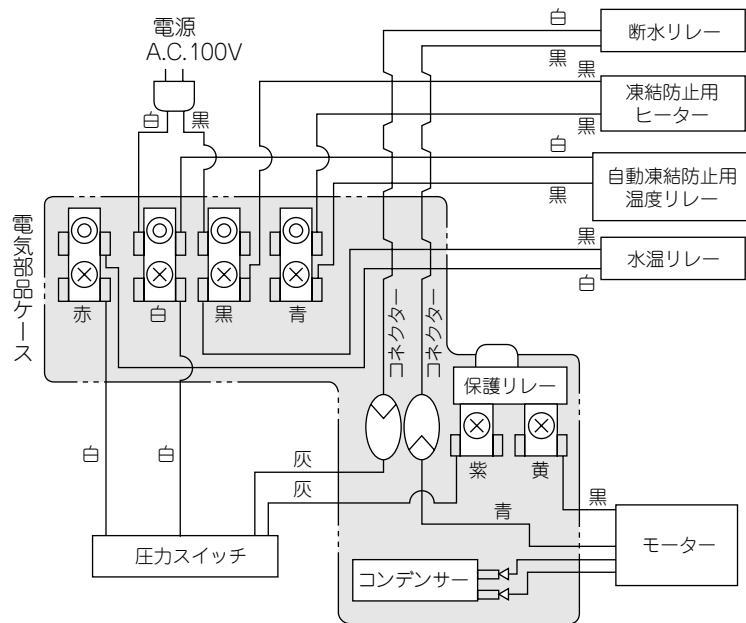 電源
A.C.100V
白
黒
白
断水リレー
黒
黒
凍結防止用
ヒーター
黒
白
自動凍結防止用
温度リレー
黒
黒
水温リレー
白
電気部品ケース
赤
白
黒
青
コネクター
コネクター
保護リレー
紫
黄
白
白
灰
灰
青
黒
圧力スイッチ
モーター
コンデンサー